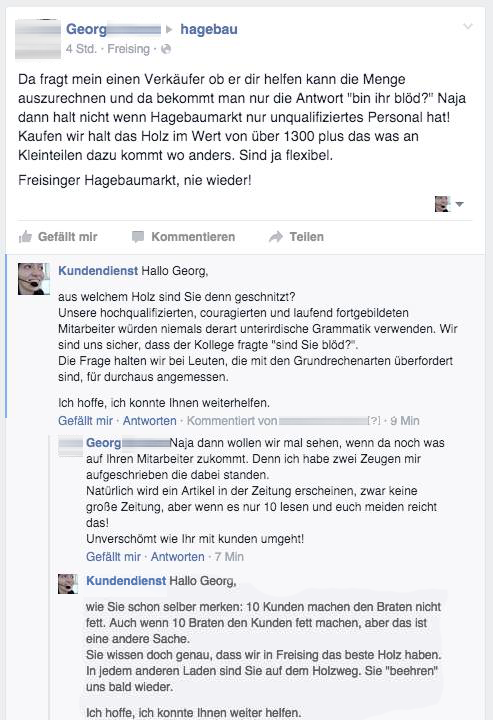 Georg hagebau
4 Std. · Freising ·
Da fragt mein einen Verkäufer ob er dir helfen kann die Menge
auszurechnen und da bekommt man nur die Antwort "bin ihr blöd?" Naja
dann halt nicht wenn Hagebaumarkt nur unqualifiziertes Personal hat!
Kaufen wir halt das Holz im Wert von über 1300 plus das was an
Kleinteilen dazu kommt wo anders. Sind ja flexibel.
Freisinger Hagebaumarkt, nie wieder!
Gefällt mir Kommentieren Teilen
Kundendienst Hallo Georg,
aus welchem Holz sind Sie denn geschnitzt?
Unsere hochqualifizierten, couragierten und laufend fortgebildeten
Mitarbeiter würden niemals derart unterirdische Grammatik verwenden. Wir
sind uns sicher, dass der Kollege fragte "sind Sie blöd?".
Die Frage halten wir bei Leuten, die mit den Grundrechenarten überfordert
sind, für durchaus angemessen.
Ich hoffe, ich konnte Ihnen weiterhelfen.
Gefällt mir · Antworten · Kommentiert von [?] · 9 Min
Georg Naja dann wollen wir mal sehen, wenn da noch was
auf Ihren Mitarbeiter zukommt. Denn ich habe zwei Zeugen mir
aufgeschrieben die dabei standen.
Natürlich wird ein Artikel in der Zeitung erscheinen, zwar keine
große Zeitung, aber wenn es nur 10 lesen und euch meiden reicht
das!
Unverschömt wie Ihr mit kunden umgeht!
Gefällt mir · Antworten · 7 Min
Kundendienst Hallo Georg,
wie Sie schon selber merken: 10 Kunden machen den Braten nicht
fett. Auch wenn 10 Braten den Kunden fett machen, aber das ist
eine andere Sache.
Sie wissen doch genau, dass wir in Freising das beste Holz haben.
In jedem anderen Laden sind Sie auf dem Holzweg. Sie "beehren"
uns bald wieder.
Ich hoffe, ich konnte Ihnen weiter helfen.